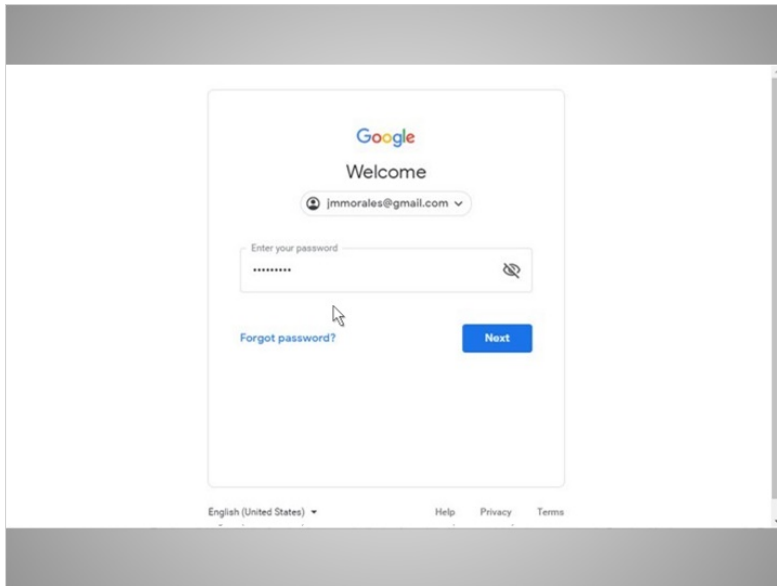 Google
Welcome
jmmorales@gmail.com
Enter your password
•••••••••
Forgot password?
Next
English (United States)
Help
Privacy
Terms